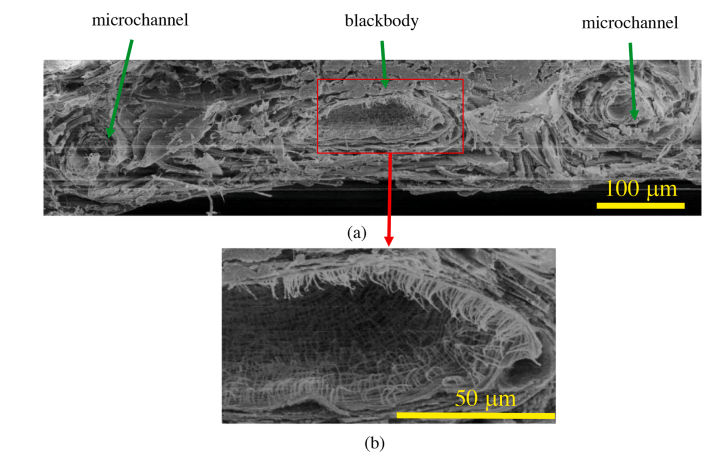 microchannel
blackbody
microchannel
100 μm
(a)
50 μm
(b)